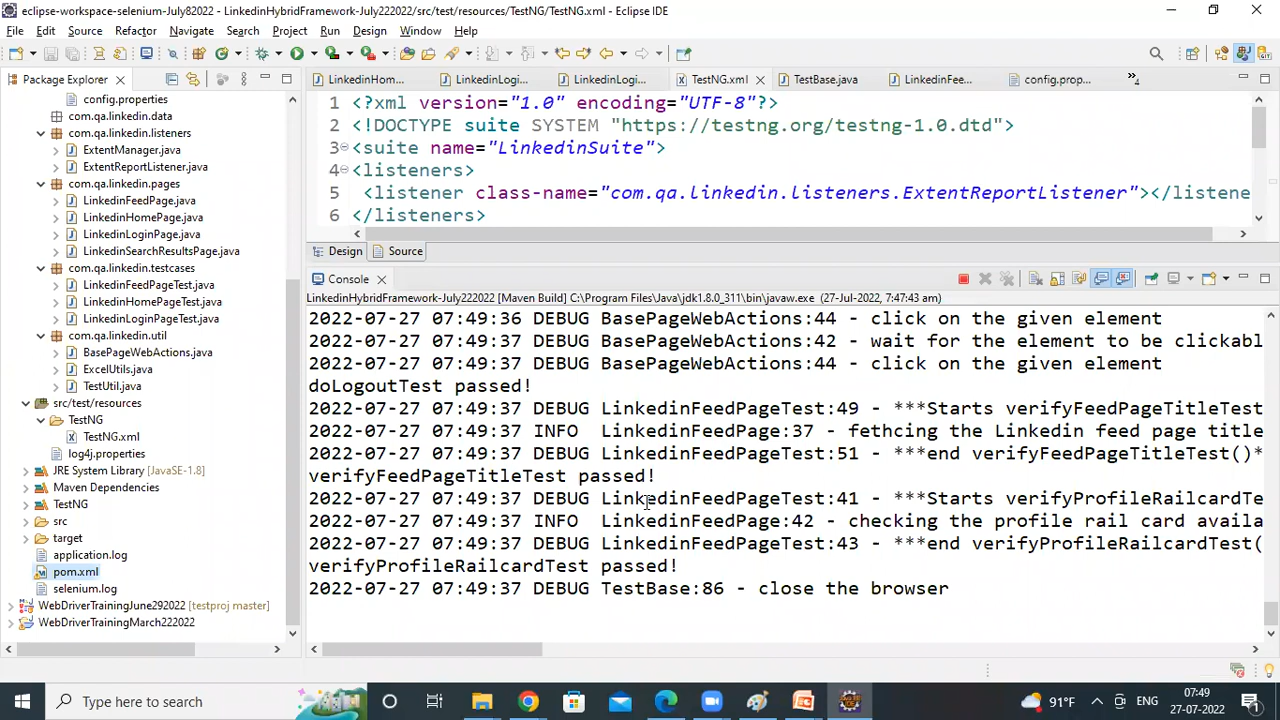 eclipse-workspace-selenium-July82022 - LinkedinHybridFramework-July222022/src/test/resources/TestNG/TestNG.xml - Eclipse IDE
File Edit Source Refactor Navigate Search Project Run Design Window Help
Package Explorer
config.properties
com.qa.linkedin.data
com.qa.linkedin.listeners
ExtentManager.java
ExtentReportListener.java
com.qa.linkedin.pages
LinkedinFeedPage.java
LinkedinHomePage.java
LinkedinLoginPage.java
LinkedinSearchResultsPage.java
com.qa.linkedin.testcases
LinkedinFeedPageTest.java
LinkedinHomePageTest.java
LinkedinLoginPageTest.java
com.qa.linkedin.util
BasePageWebActions.java
ExcelUtils.java
TestUtil.java
src/test/resources
TestNG
TestNG.xml
log4j.properties
JRE System Library [JavaSE-1.8]
Maven Dependencies
TestNG
src
target
application.log
pom.xml
selenium.log
WebDriverTrainingJune292022 (testproj master)
WebDriverTrainingMarch222022
LinkedinHom... LinkedinLogi... LinkedinLogi... TestNG.xml TestBase.java LinkedinFee... config.prop... 4
1 <?xml version="1.0" encoding="UTF-8"?>
2 <!DOCTYPE suite SYSTEM "https://testng.org/testng-1.0.dtd">
3 <suite name="LinkedinSuite">
4 <listeners>
5 <listener class-name="com.qa.linkedin.listeners.ExtentReportListener"></listene
6 </listeners>
Design Source
Console
LinkedinHybridFramework-July222022 [Maven Build] C:\Program Files\Java\jdk1.8.0_311\bin\javaw.exe (27-Jul-2022, 7:47:43 am)
2022-07-27 07:49:36 DEBUG BasePageWebActions:44 - click on the given element
2022-07-27 07:49:37 DEBUG BasePageWebActions:42 - wait for the element to be clickabl
2022-07-27 07:49:37 DEBUG BasePageWebActions:44 - click on the given element
doLogoutTest passed!
2022-07-27 07:49:37 DEBUG LinkedinFeedPageTest:49 - ***Starts verifyFeedPageTitleTest
2022-07-27 07:49:37 INFO LinkedinFeedPage:37 - fethcing the Linkedin feed page title
2022-07-27 07:49:37 DEBUG LinkedinFeedPageTest:51 - ***end verifyFeedPageTitleTest()*
verifyFeedPageTitleTest passed!
2022-07-27 07:49:37 DEBUG LinkedinFeedPageTest:41 - ***Starts verifyProfileRailcardTe
2022-07-27 07:49:37 INFO LinkedinFeedPage:42 - checking the profile rail card availa
2022-07-27 07:49:37 DEBUG LinkedinFeedPageTest:43 - ***end verifyProfileRailcardTest(
verifyProfileRailcardTest passed!
2022-07-27 07:49:37 DEBUG TestBase:86 - close the browser
Type here to search
91°F
ENG
07:49
27-07-2022
1